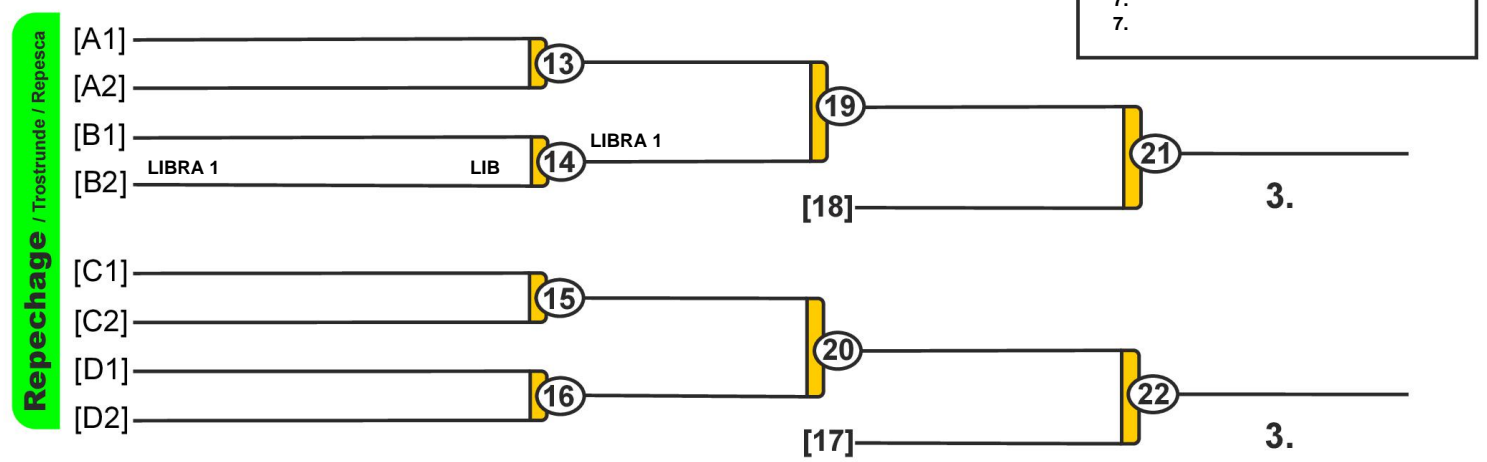 7.
7.
Repechage / Trostrunde / Repesca
[A1]
13
[A2]
19
[B1]
LIBRA 1
14
21
LIBRA 1 LIB
[B2]
3.
[18]
[C1]
15
[C2]
20
[D1]
16
22
[D2]
3.
[17]